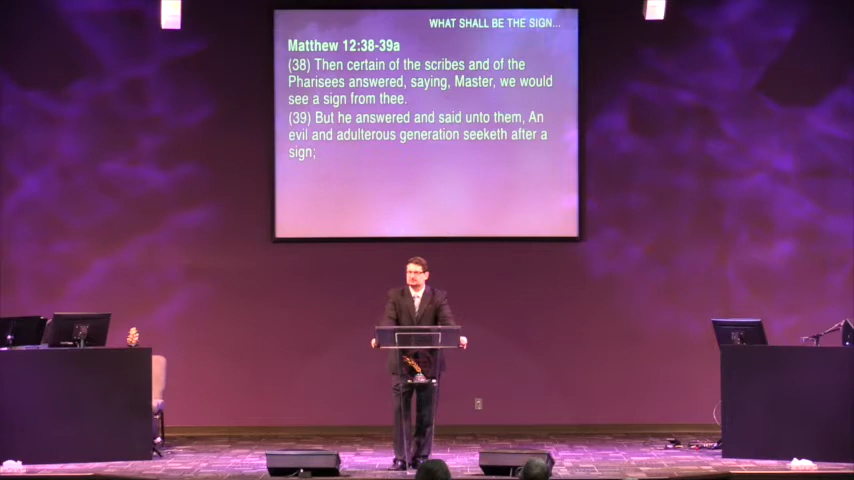 WHAT SHALL BE THE SIGN...
Matthew 12:38-39a
(38) Then certain of the scribes and of the
Pharisees answered, saying, Master, we would
see a sign from thee.
(39) But he answered and said unto them, An
evil and adulterous generation seeketh after a
sign;